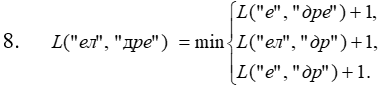 L("е", "дре") + 1,
8. L("ел", "дре") = min { L("ел", "др") + 1,
L("е", "др") + 1.